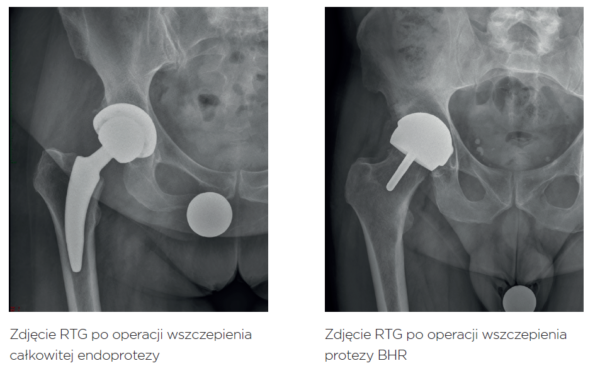 Zdjęcie RTG po operacji wszczepienia
całkowitej endoprotezy
Zdjęcie RTG po operacji wszczepienia
protezy BHR